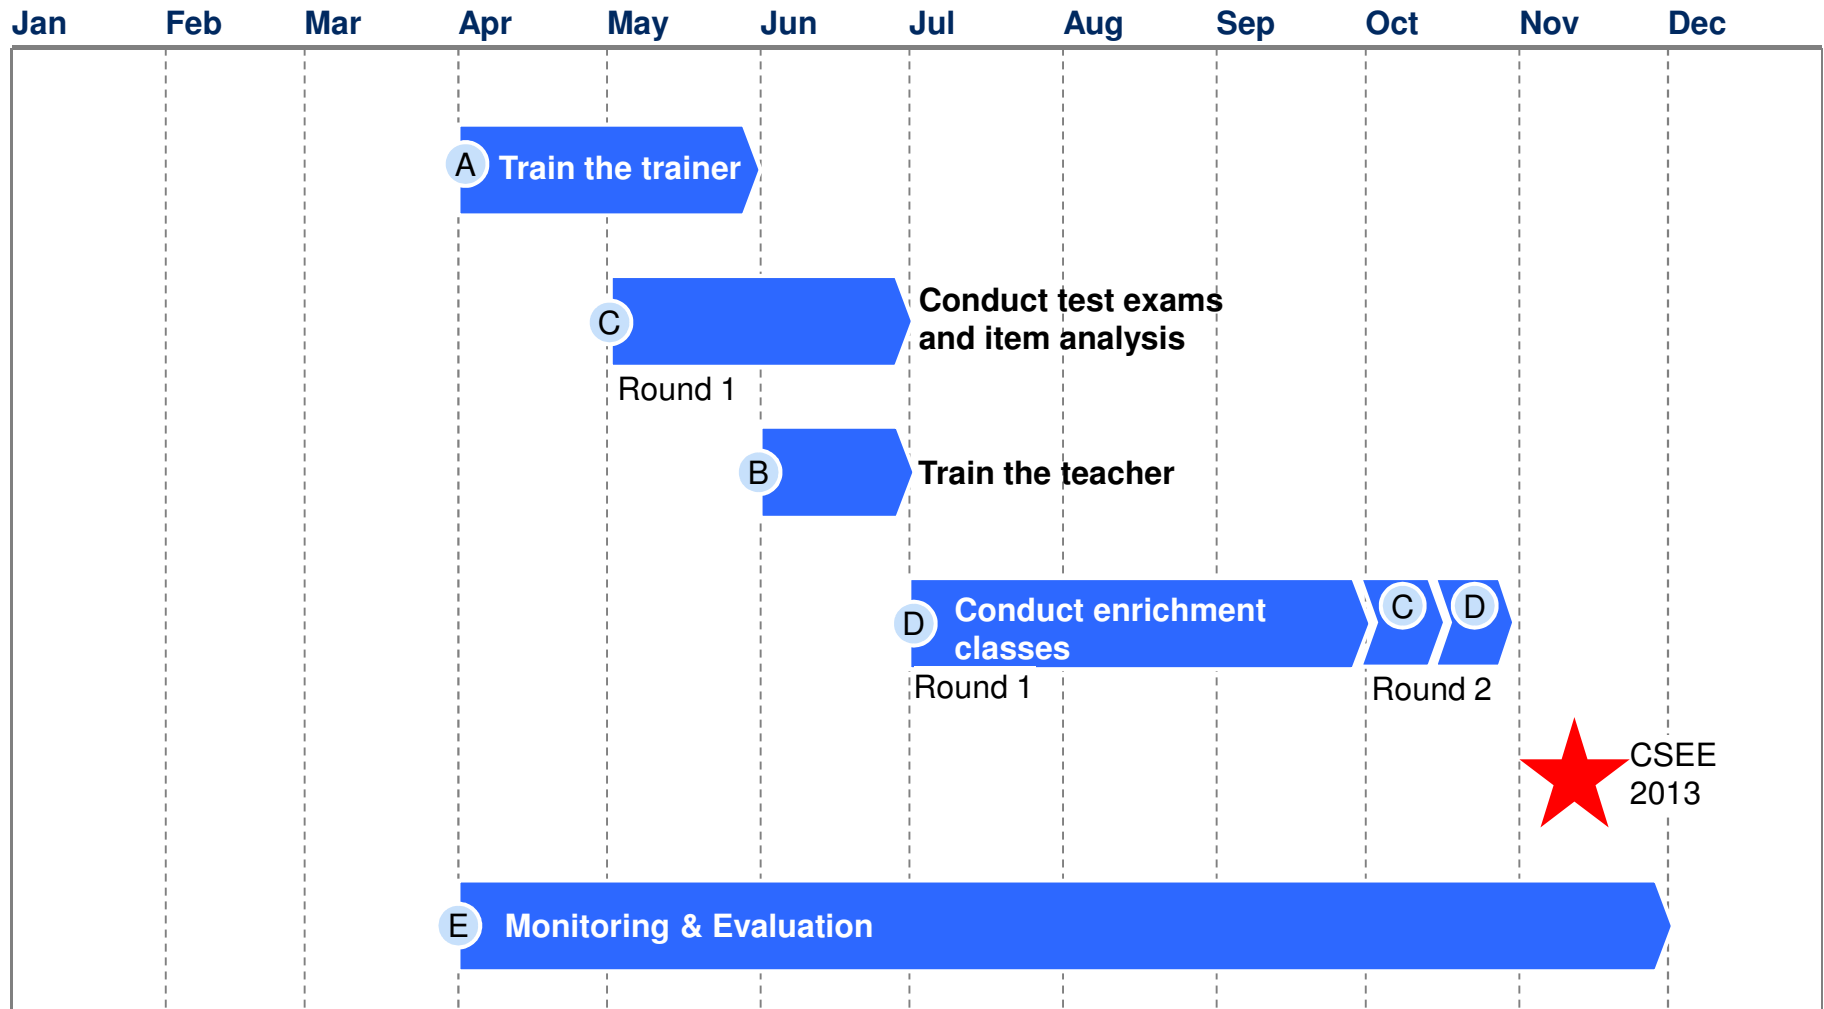 Jan Feb Mar Apr May Jun Jul Aug Sep Oct Nov Dec
A Train the trainer
C
Conduct test exams
and item analysis
Round 1
B Train the teacher
D
Conduct enrichment
classes
C D
Round 1
Round 2
CSEE
2013
E Monitoring & Evaluation